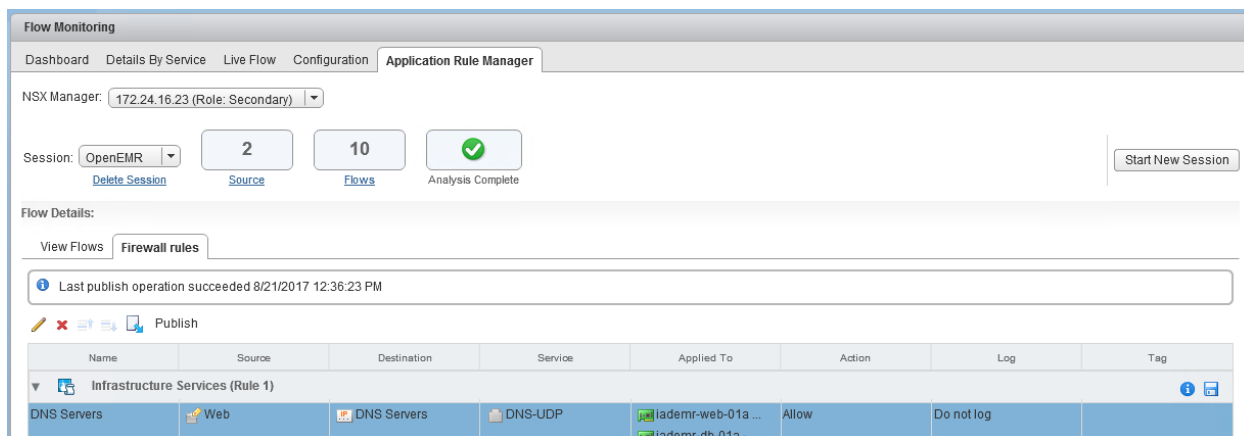 Flow Monitoring
Dashboard Details By Service Live Flow Configuration Application Rule Manager
NSX Manager: 172.24.16.23 (Role: Secondary)
Session: OpenEMR 2 10 Start New Session
Delete Session Source Flows Analysis Complete
Flow Details:
View Flows Firewall rules
Last publish operation succeeded 8/21/2017 12:36:23 PM
Publish
Name Source Destination Service Applied To Action Log Tag
Infrastructure Services (Rule 1)
DNS Servers Web DNS Servers DNS-UDP iademr-web-01a ... Allow Do not log
iademr-db-01a